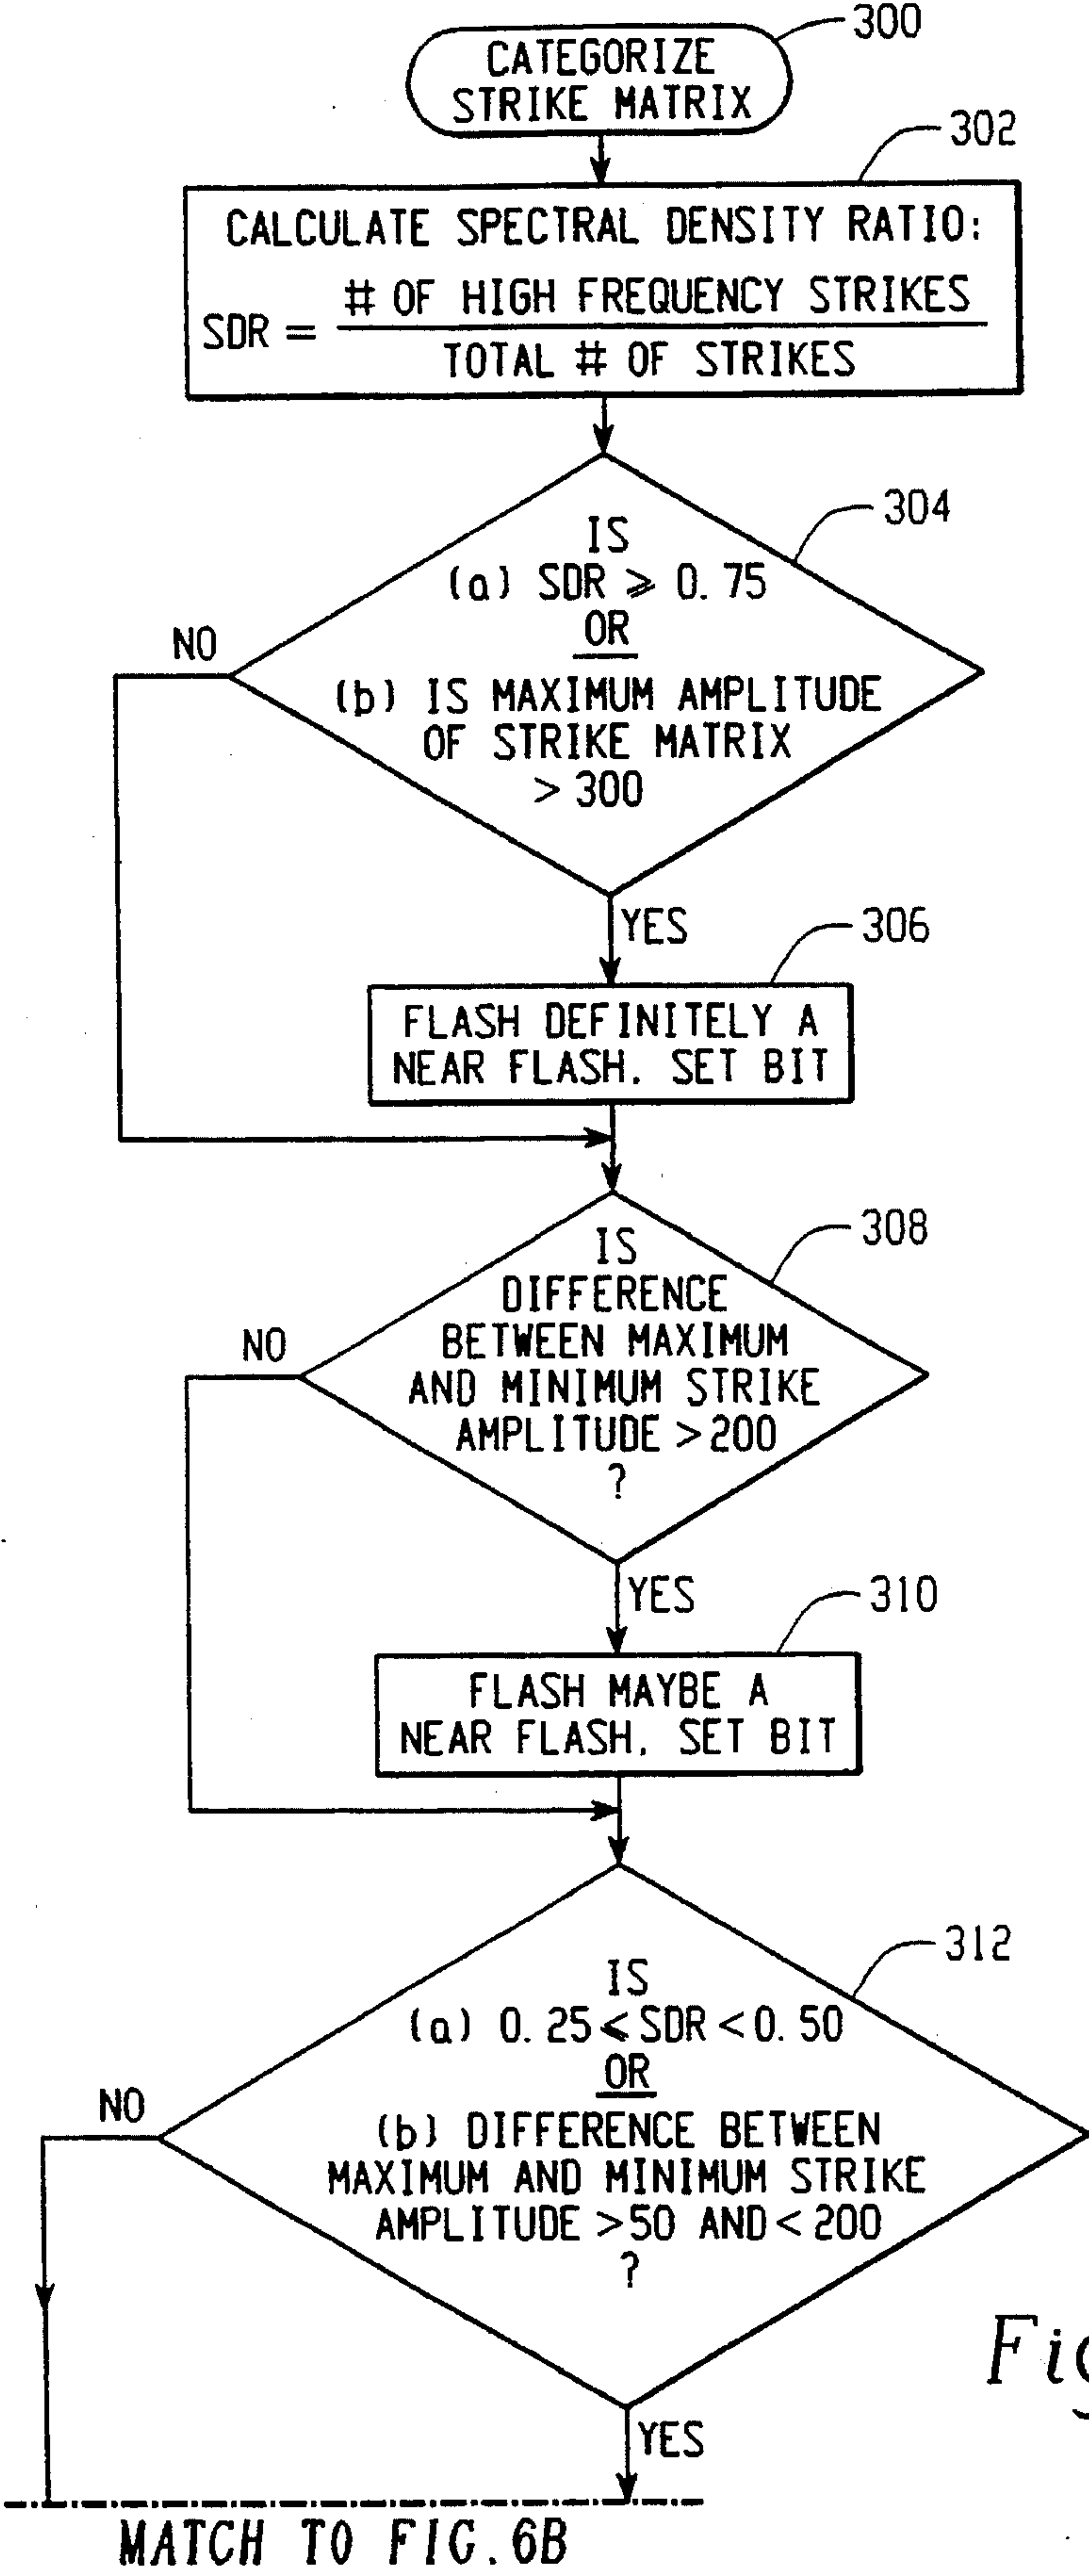 300
CATEGORIZE
STRIKE MATRIX
302
CALCULATE SPECTRAL DENSITY RATIO:
# OF HIGH FREQUENCY STRIKES
SDR =
TOTAL # OF STRIKES
304
IS
(a) SDR ⩾ 0.75
OR
NO
(b) IS MAXIMUM AMPLITUDE
OF STRIKE MATRIX
> 300
YES
306
FLASH DEFINITELY A
NEAR FLASH. SET BIT
308
IS
DIFFERENCE
BETWEEN MAXIMUM
NO
AND MINIMUM STRIKE
AMPLITUDE > 200
?
YES
310
FLASH MAYBE A
NEAR FLASH. SET BIT
312
IS
(a) 0.25 ⩽ SDR < 0.50
OR
NO
(b) DIFFERENCE BETWEEN
MAXIMUM AND MINIMUM STRIKE
AMPLITUDE > 50 AND < 200
?
YES
MATCH TO FIG. 6B